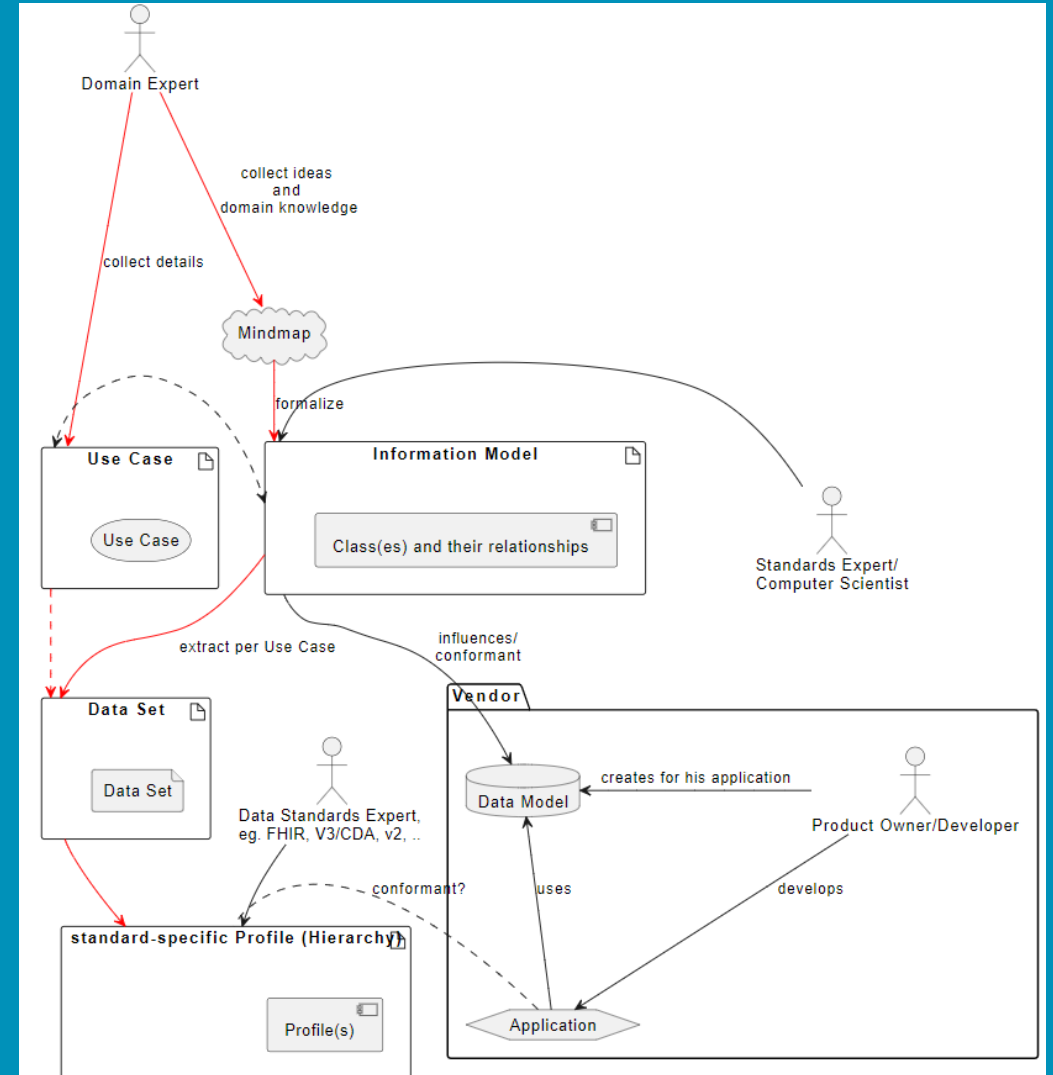 Domain Expert
collect ideas
and
domain knowledge
collect details
Mindmap
formalize
Use Case
Information Model
Use Case
Class(es) and their relationships
Standards Expert/
Computer Scientist
extract per Use Case
influences/
conformant
Vendor
Data Set
Data Set
Data Standards Expert,
eg. FHIR, V3/CDA, v2, ..
Data Model
creates for his application
Product Owner/Developer
conformant?
uses
develops
standard-specific Profile (Hierarchy)
Profile(s)
Application